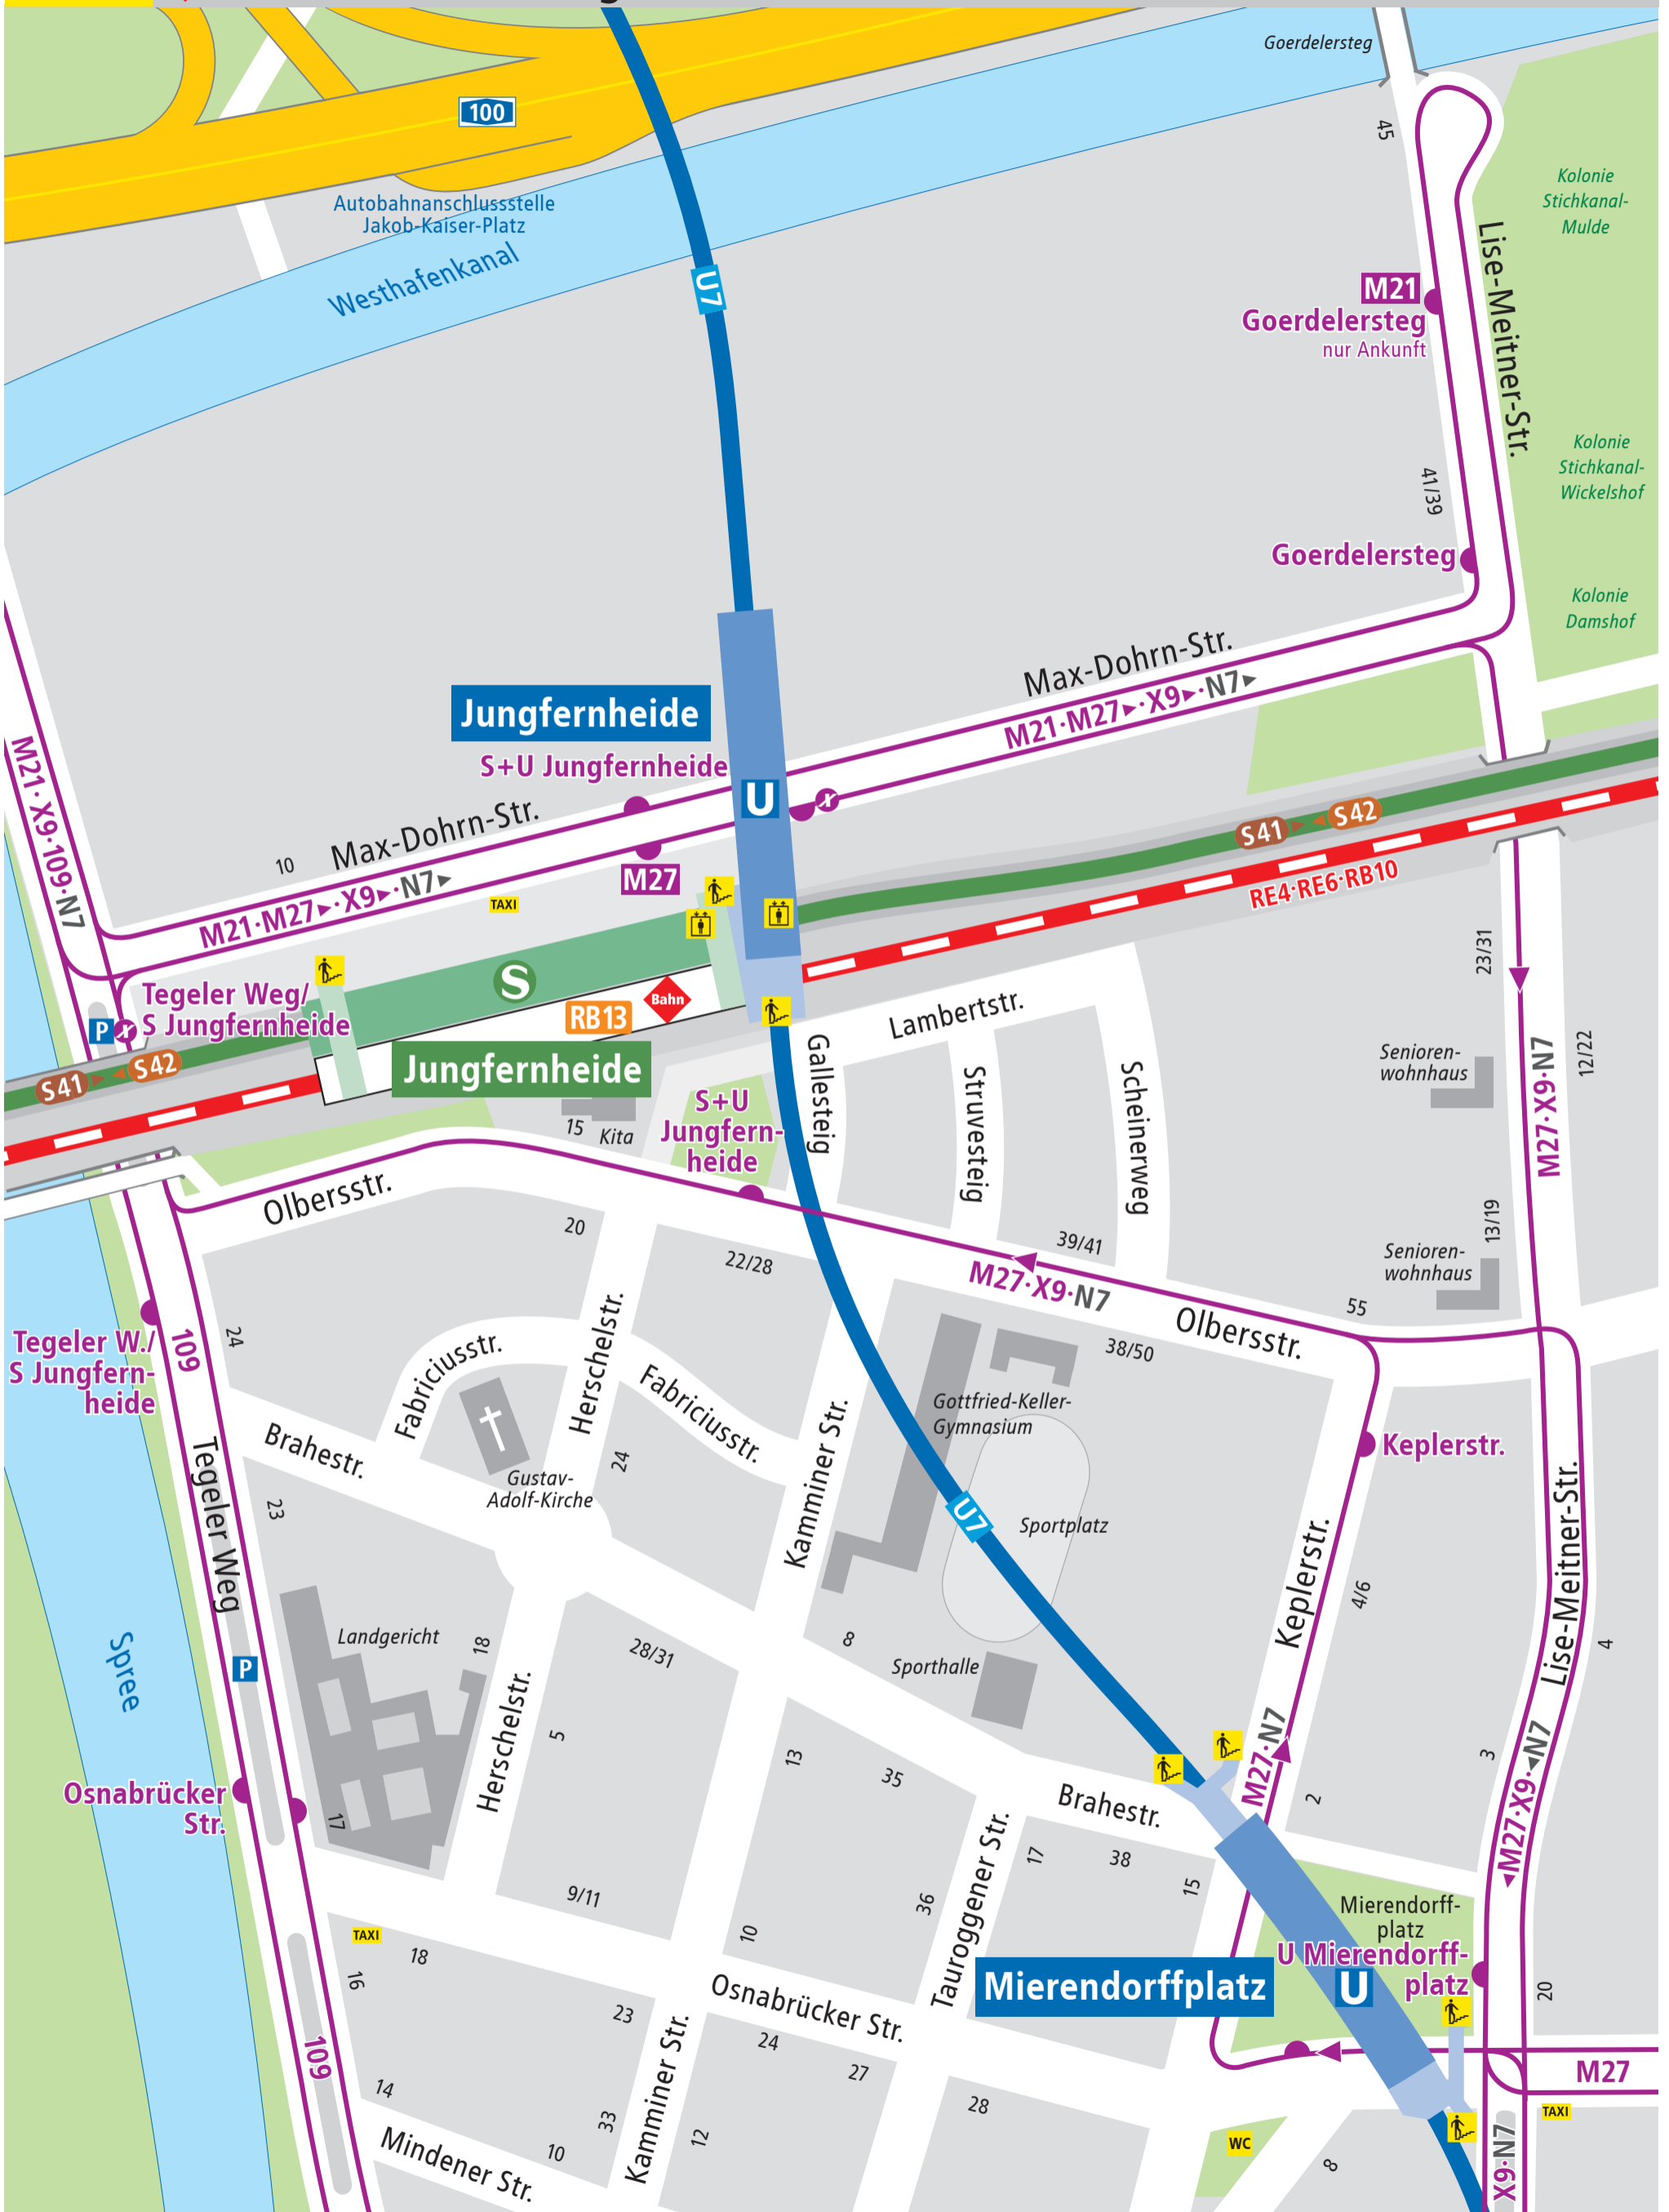 Goerdelersteg
100
45
Autobahnanschlussstelle
Jakob-Kaiser-Platz
Kolonie
Stichkanal-
Mulde
Westhafenkanal
U7
Lise-Meitner-Str.
M21
Goerdelersteg
nur Ankunft
Kolonie
Stichkanal-
Wickelshof
41/39
Goerdelersteg
Kolonie
Damshof
Max-Dohrn-Str.
M21·M27▸·X9▸·N7▸
Jungfernheide
S+U Jungfernheide
M21·X9·109·N7
U
Max-Dohrn-Str.
10
M27
M21·M27▸·X9▸·N7▸
TAXI
S41 ▸ ◂ S42
RE4·RE6·RB10
23/31
S
Tegeler Weg/
S Jungfernheide
P
x
x
RB13
Bahn
Lambertstr.
Jungfernheide
S41 ▸ ◂ S42
Gallesteig
Struvesteig
Scheinerweg
Senioren-
wohnhaus
M27·X9·N7
12/22
S+U
Jungfern-
heide
15
Kita
Olbersstr.
20
22/28
39/41
M27·X9·N7
13/19
Senioren-
wohnhaus
55
Olbersstr.
38/50
Tegeler W./
S Jungfern-
heide
109
24
Fabriciusstr.
Herschelstr.
Fabriciusstr.
Kamminer Str.
Gottfried-Keller-
Gymnasium
Keplerstr.
Brahestr.
Gustav-
Adolf-Kirche
24
Tegeler Weg
23
U7
Sportplatz
Keplerstr.
4/6
Lise-Meitner-Str.
4
Spree
Landgericht
18
28/31
8
Sporthalle
P
Herschelstr.
5
13
35
M27·N7
2
3
◂M27·X9·◂N7
Osnabrücker
Str.
17
Brahestr.
Tauroggener Str.
17
38
15
9/11
36
Mierendorff-
platz
U Mierendorff-
platz
TAXI
18
10
16
Osnabrücker Str.
Mierendorffplatz
U
20
23
24
27
109
Kamminer Str.
M27
14
33
12
28
TAXI
Mindener Str.
10
WC
8
X9·N7